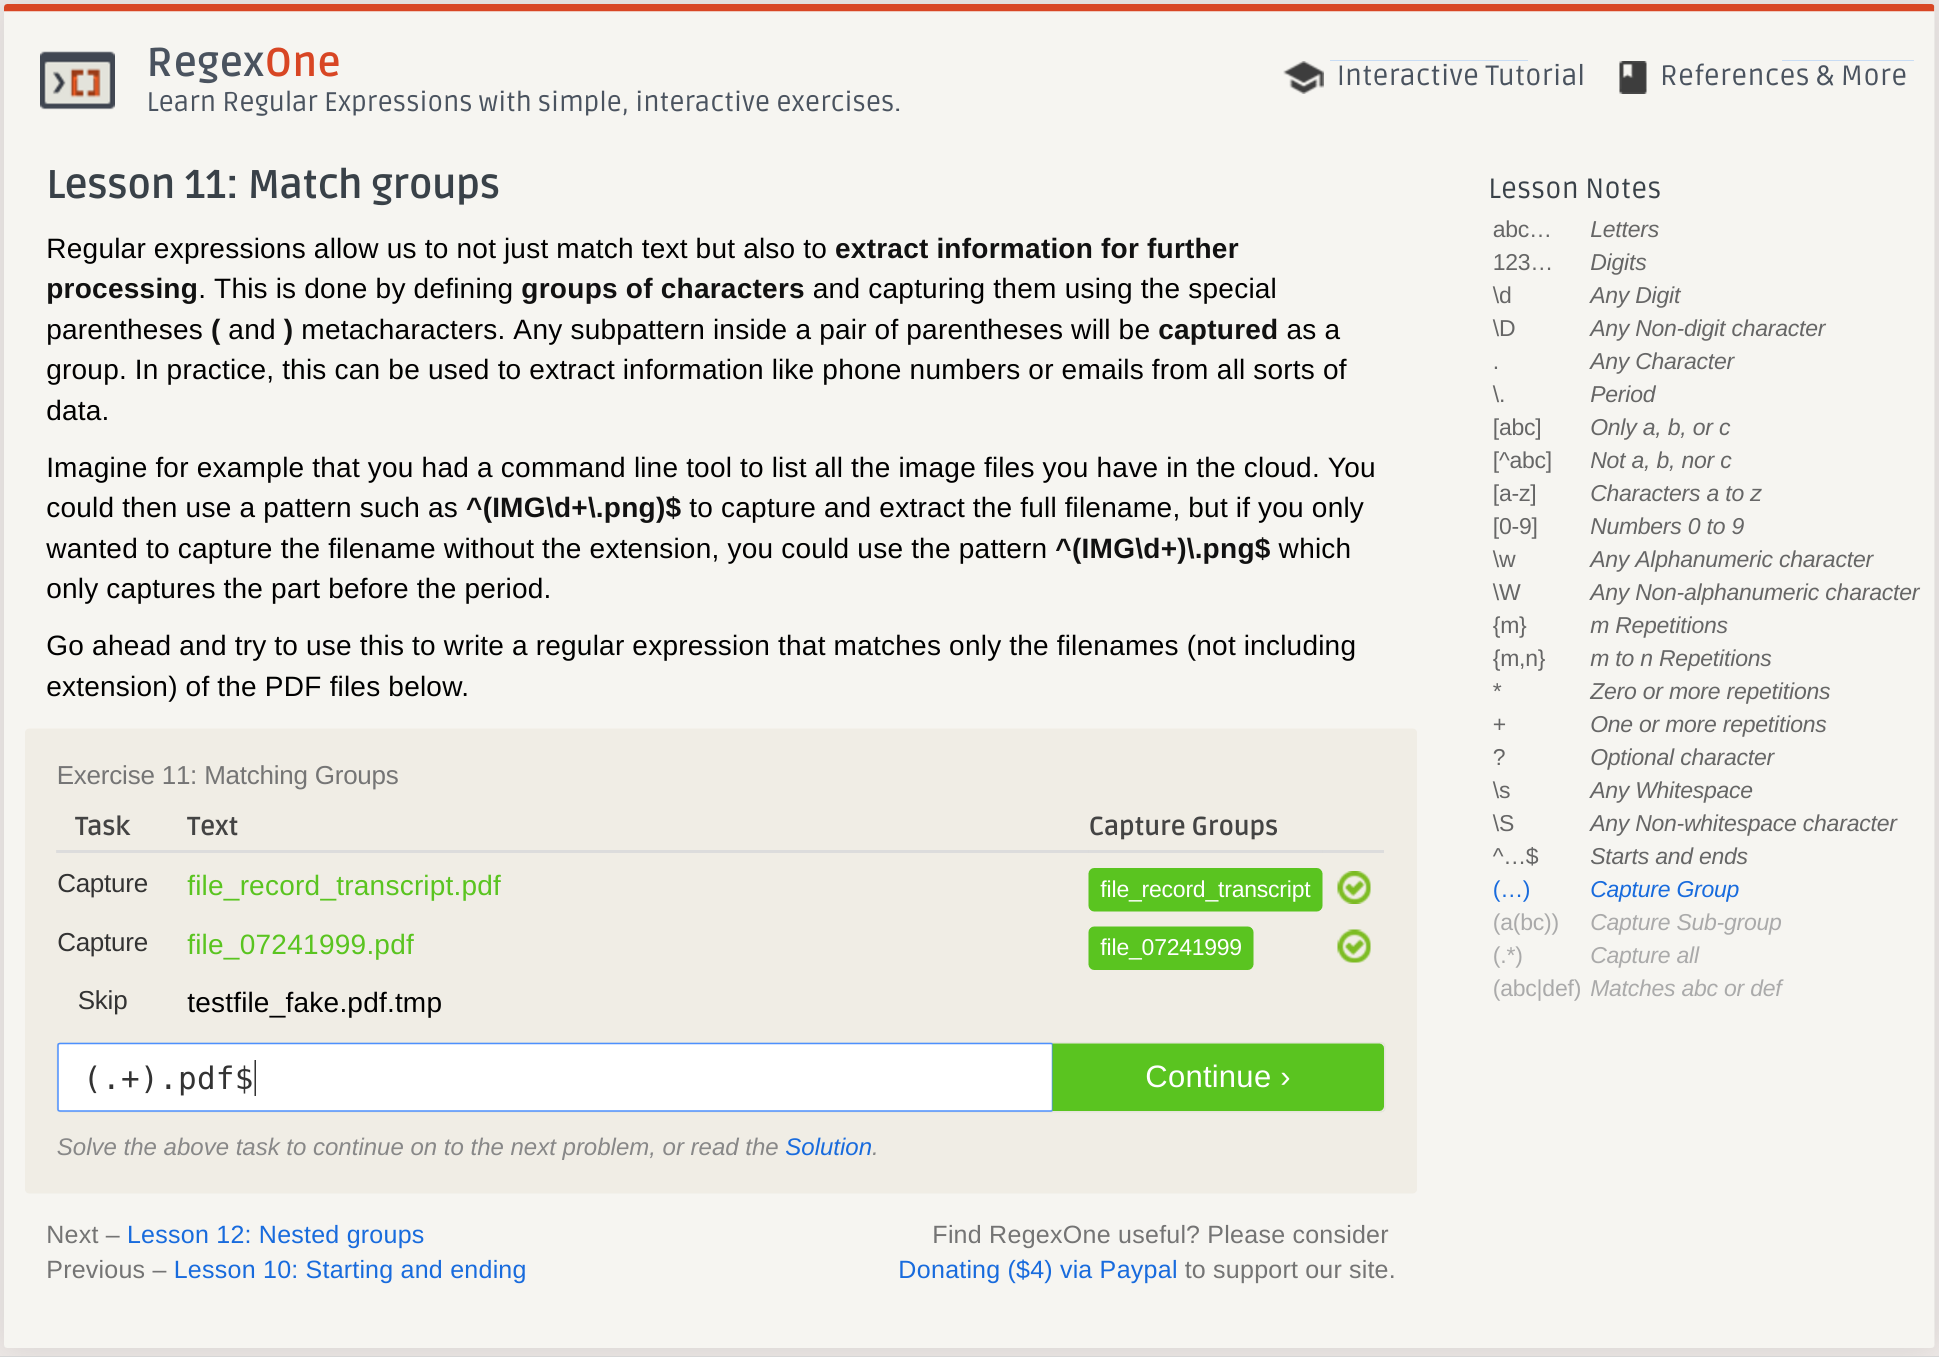 RegexOne
Learn Regular Expressions with simple, interactive exercises.
Interactive Tutorial
References & More
Lesson 11: Match groups
Regular expressions allow us to not just match text but also to extract information for further
processing. This is done by defining groups of characters and capturing them using the special
parentheses ( and ) metacharacters. Any subpattern inside a pair of parentheses will be captured as a
group. In practice, this can be used to extract information like phone numbers or emails from all sorts of
data.
Imagine for example that you had a command line tool to list all the image files you have in the cloud. You
could then use a pattern such as ^(IMG\d+\.png)$ to capture and extract the full filename, but if you only
wanted to capture the filename without the extension, you could use the pattern ^(IMG\d+)\.png$ which
only captures the part before the period.
Go ahead and try to use this to write a regular expression that matches only the filenames (not including
extension) of the PDF files below.
Exercise 11: Matching Groups
Task Text Capture Groups
Capture file_record_transcript.pdf file_record_transcript
Capture file_07241999.pdf file_07241999
Skip testfile_fake.pdf.tmp
(.+).pdf$
Continue ›
Solve the above task to continue on to the next problem, or read the Solution.
Next – Lesson 12: Nested groups
Previous – Lesson 10: Starting and ending
Find RegexOne useful? Please consider
Donating ($4) via Paypal to support our site.
Lesson Notes
abc… Letters
123… Digits
\d Any Digit
\D Any Non-digit character
. Any Character
\. Period
[abc] Only a, b, or c
[^abc] Not a, b, nor c
[a-z] Characters a to z
[0-9] Numbers 0 to 9
\w Any Alphanumeric character
\W Any Non-alphanumeric character
{m} m Repetitions
{m,n} m to n Repetitions
* Zero or more repetitions
+ One or more repetitions
? Optional character
\s Any Whitespace
\S Any Non-whitespace character
^…$ Starts and ends
(…) Capture Group
(a(bc)) Capture Sub-group
(.*) Capture all
(abc|def) Matches abc or def